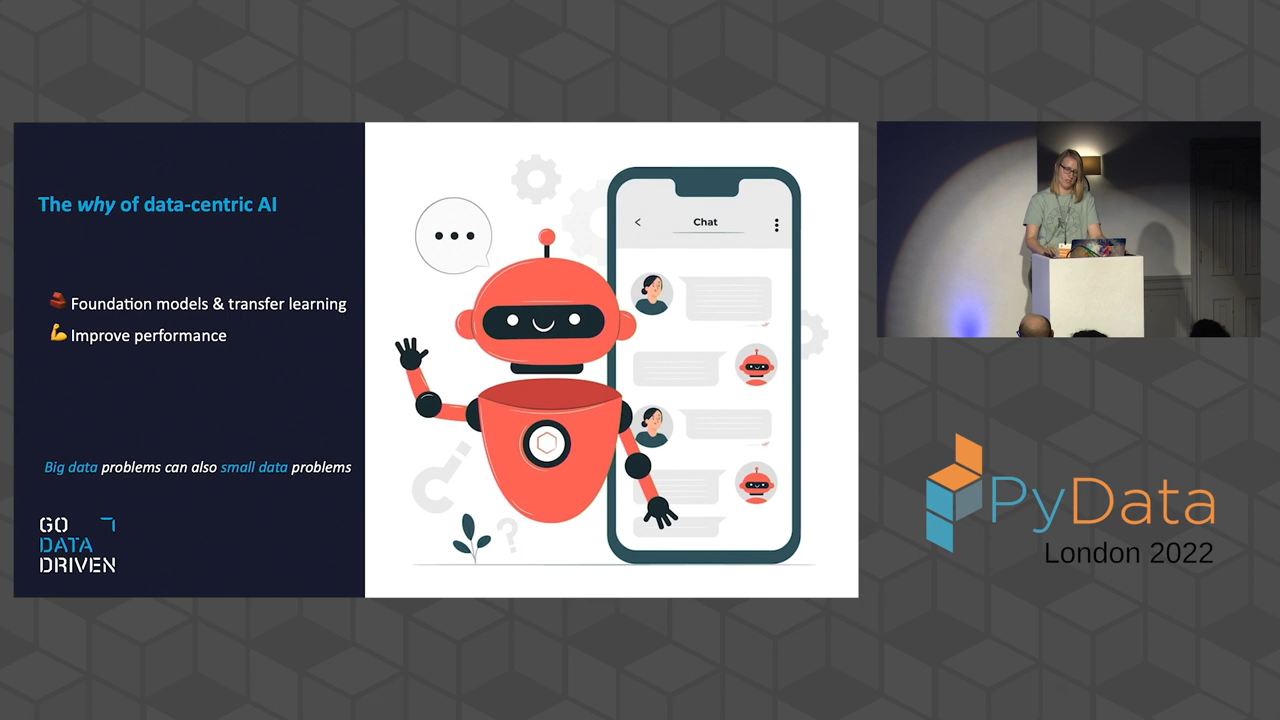 The why of data-centric AI
Foundation models & transfer learning
Improve performance
Big data problems can also small data problems
GO
DATA
DRIVEN
Chat
PyData
London 2022